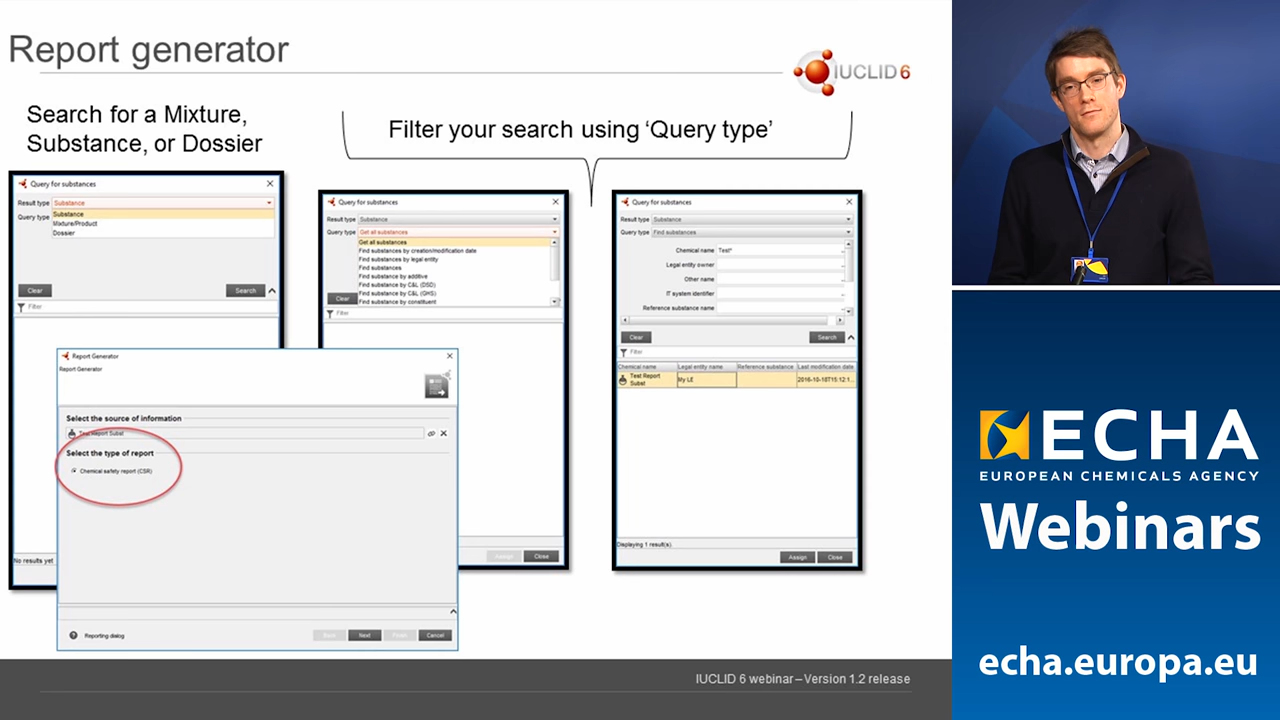 Report generator
IUCLID 6
Search for a Mixture,
Substance, or Dossier
Filter your search using ‘Query type’
Query for substances
Result type Substance
Query type Substance
Mixture/Product
Dossier
Clear
Search
Filter
No results yet
Query for substances
Result type Substance
Query type Get all substances
Get all substances
Find substances by creation/modification date
Find substances by legal entity
Find substances
Find substance by additive
Find substance by C&L (DSD)
Find substance by C&L (GHS)
Find substance by constituent
Clear
Filter
Assign Close
Query for substances
Result type Substance
Query type Find substances
Chemical name Test*
Legal entity owner
Other name
IT system identifier
Reference substance name
Clear
Search
Filter
Chemical name Legal entity name Reference substance Last modification date
Test Report
Subst
My LE
2016-10-18T15:12:1...
Displaying 1 result(s)
Assign Close
Report Generator
Report Generator
Select the source of information
Test Report Subst
Select the type of report
Chemical safety report (CSR)
Reporting dialog
Back Next Finish Cancel
IUCLID 6 webinar – Version 1.2 release
ECHA
EUROPEAN CHEMICALS AGENCY
Webinars
echa.europa.eu